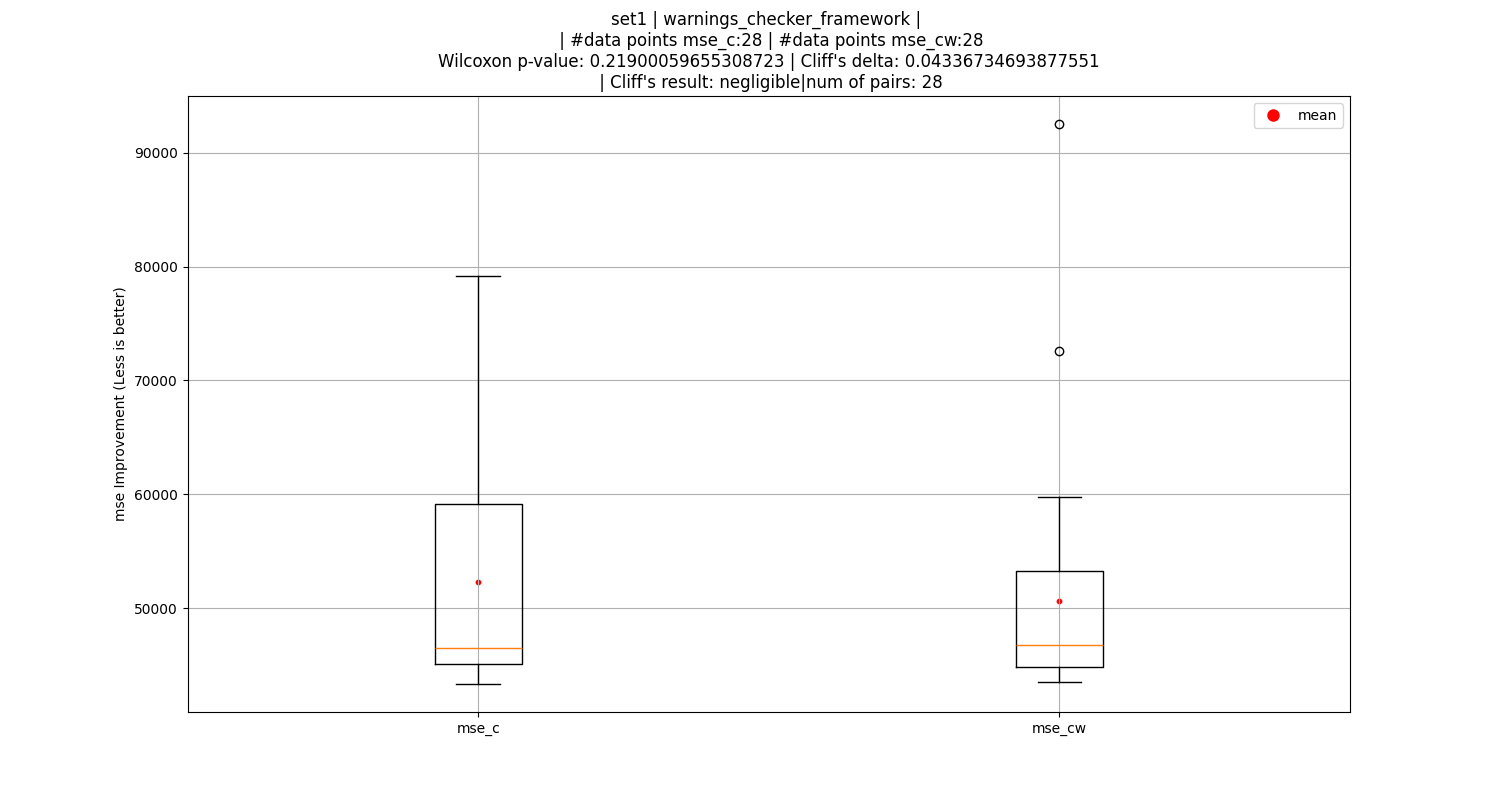 set1 | warnings_checker_framework |
| #data points mse_c:28 | #data points mse_cw:28
Wilcoxon p-value: 0.21900059655308723 | Cliff's delta: 0.04336734693877551
| Cliff's result: negligible|num of pairs: 28
mean
90000
80000
70000
60000
50000
mse Improvement (Less is better)
mse_c
mse_cw